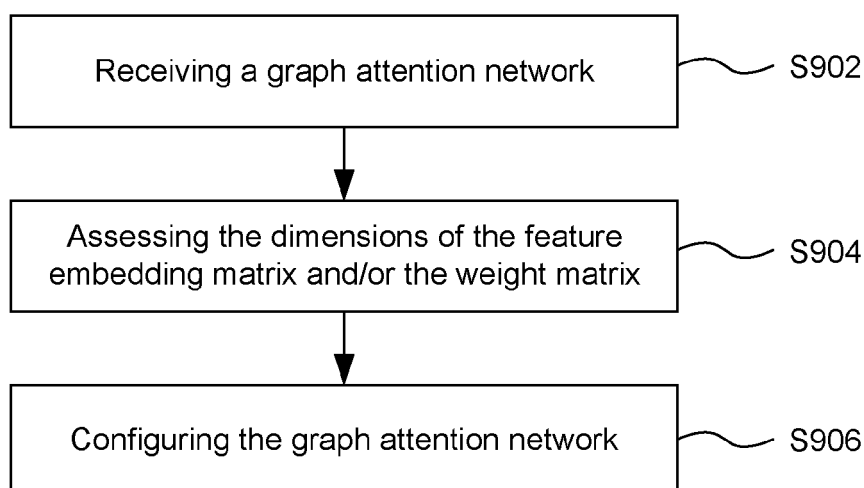 Receiving a graph attention network
S902
Assessing the dimensions of the feature
embedding matrix and/or the weight matrix
S904
Configuring the graph attention network
S906